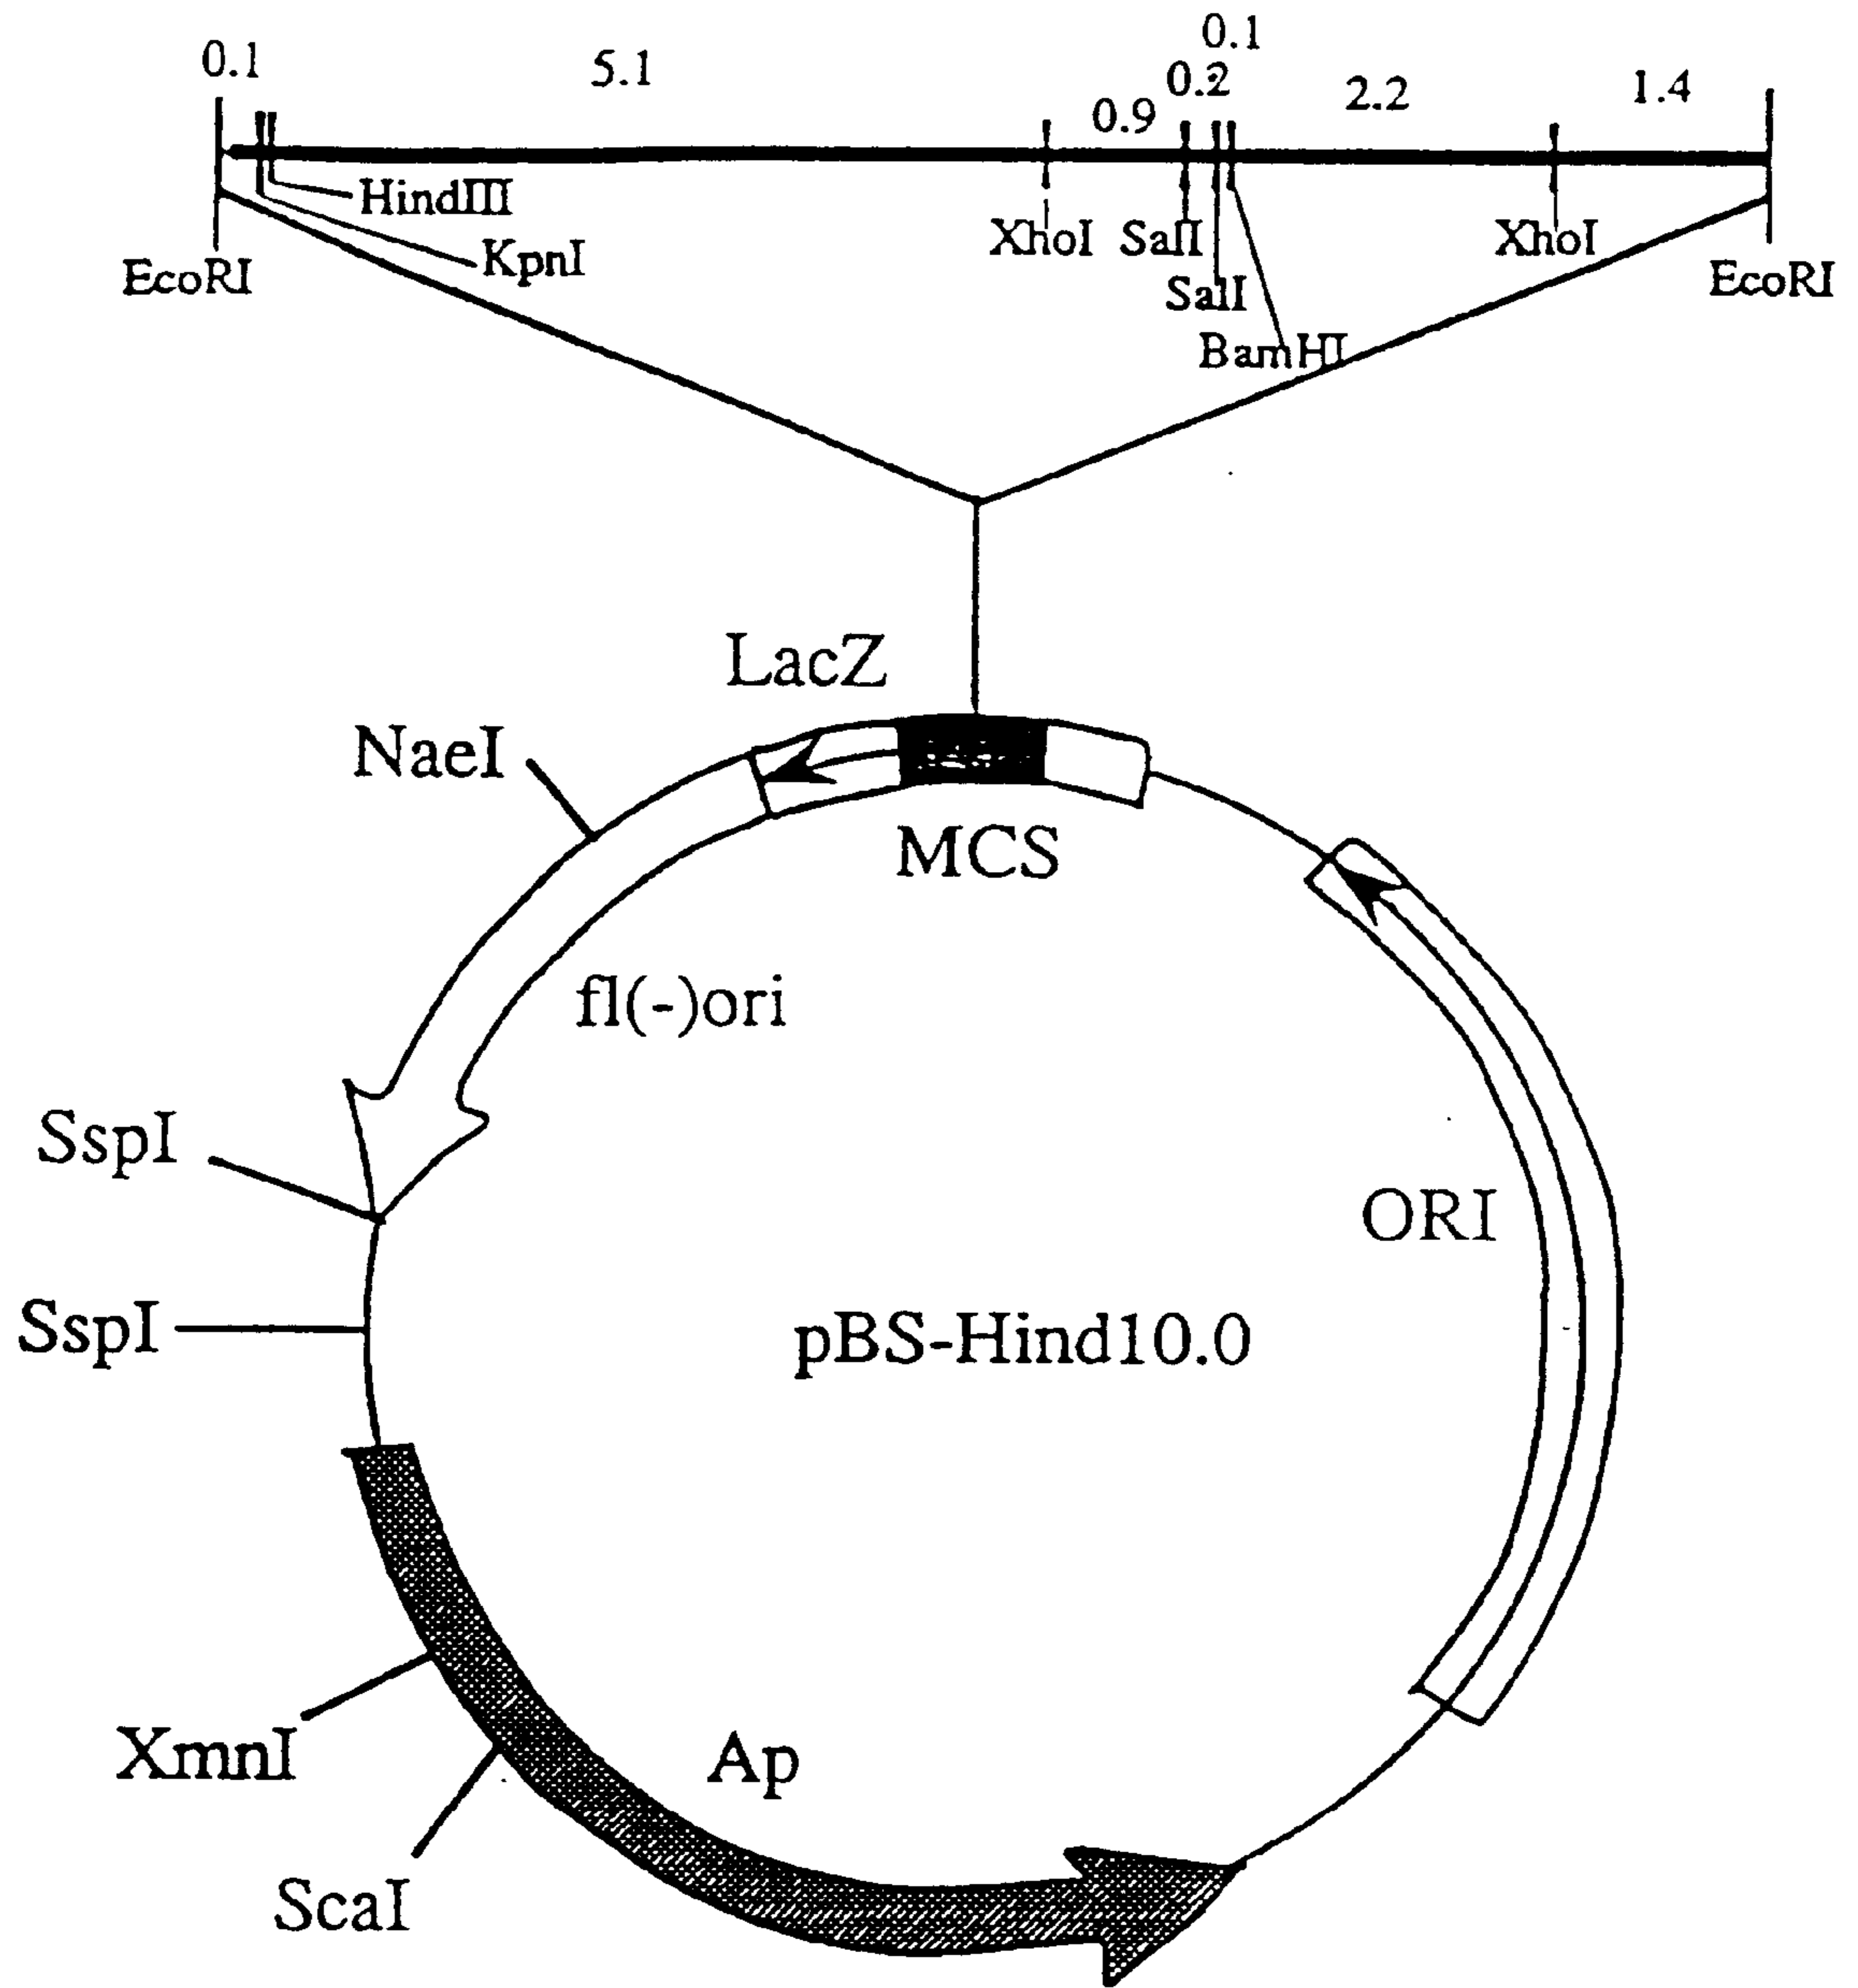 0.1
5.1
0.9
0.2
0.1
2.2
1.4
HindIII
KpnI
EcoRI
XhoI
SalI
SalI
BamHI
XhoI
EcoRI
LacZ
NaeI
MCS
fl(-)ori
SspI
ORI
SspI
pBS-Hind10.0
XmnI
Ap
ScaI